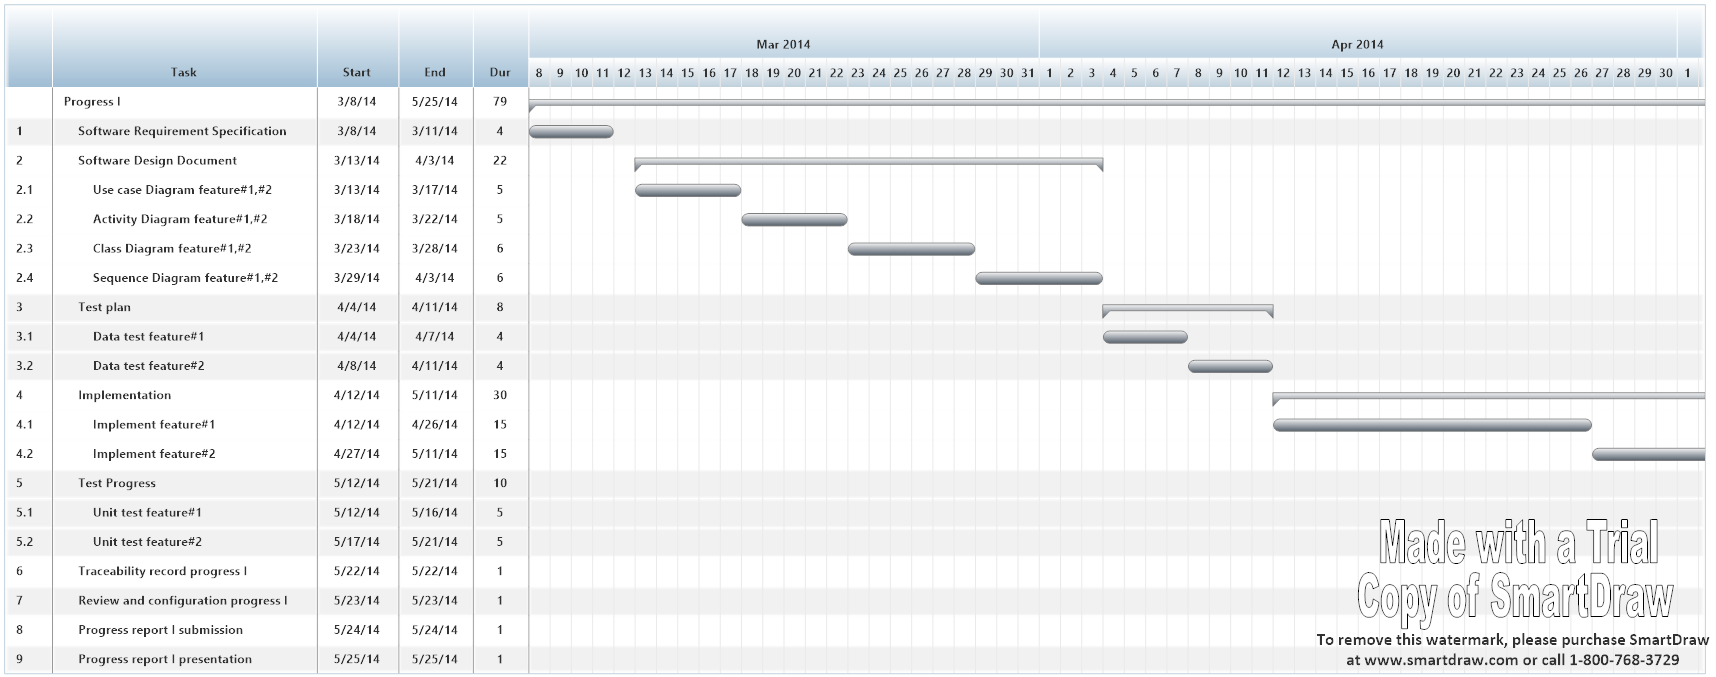 Mar 2014 Apr 2014
Task Start End Dur 8 9 10 11 12 13 14 15 16 17 18 19 20 21 22 23 24 25 26 27 28 29 30 31 1 2 3 4 5 6 7 8 9 10 11 12 13 14 15 16 17 18 19 20 21 22 23 24 25 26 27 28 29 30 1
Progress I 3/8/14 5/25/14 79
1 Software Requirement Specification 3/8/14 3/11/14 4
2 Software Design Document 3/13/14 4/3/14 22
2.1 Use case Diagram feature#1,#2 3/13/14 3/17/14 5
2.2 Activity Diagram feature#1,#2 3/18/14 3/22/14 5
2.3 Class Diagram feature#1,#2 3/23/14 3/28/14 6
2.4 Sequence Diagram feature#1,#2 3/29/14 4/3/14 6
3 Test plan 4/4/14 4/11/14 8
3.1 Data test feature#1 4/4/14 4/7/14 4
3.2 Data test feature#2 4/8/14 4/11/14 4
4 Implementation 4/12/14 5/11/14 30
4.1 Implement feature#1 4/12/14 4/26/14 15
4.2 Implement feature#2 4/27/14 5/11/14 15
5 Test Progress 5/12/14 5/21/14 10
5.1 Unit test feature#1 5/12/14 5/16/14 5
5.2 Unit test feature#2 5/17/14 5/21/14 5
6 Traceability record progress I 5/22/14 5/22/14 1
7 Review and configuration progress I 5/23/14 5/23/14 1
8 Progress report I submission 5/24/14 5/24/14 1
9 Progress report I presentation 5/25/14 5/25/14 1
Made with a Trial
Copy of SmartDraw
To remove this watermark, please purchase SmartDraw
at www.smartdraw.com or call 1-800-768-3729